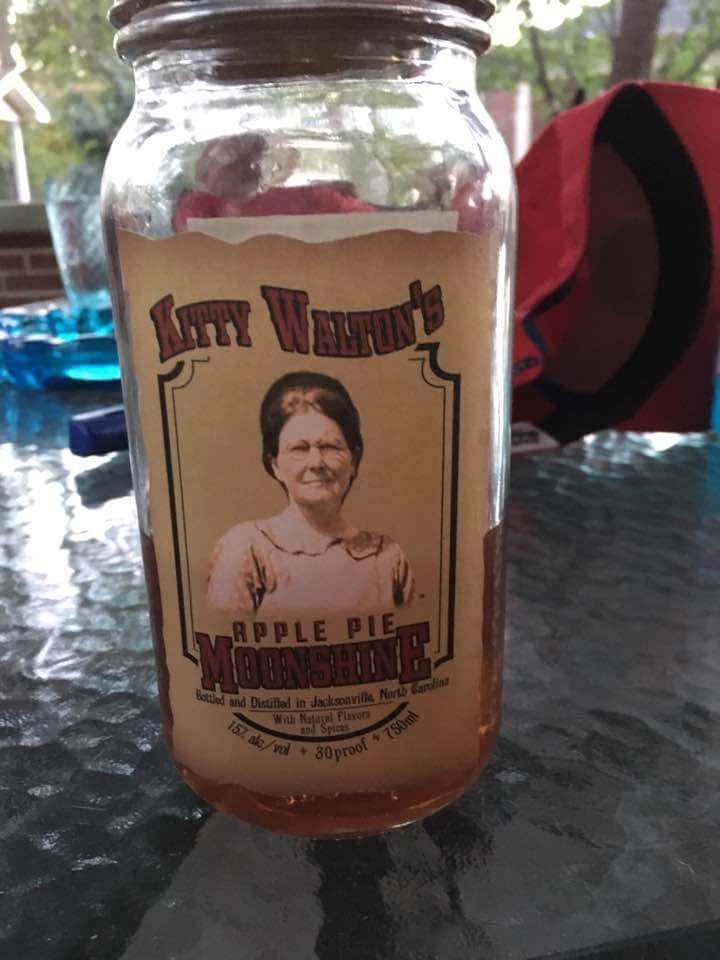 KITTY WALTON'S
APPLE PIE
MOONSHINE
Bottled and Distilled in Jacksonville, North Carolina
With Natural Flavors
and Spices
15% alc/vol + 30proof + 750ml